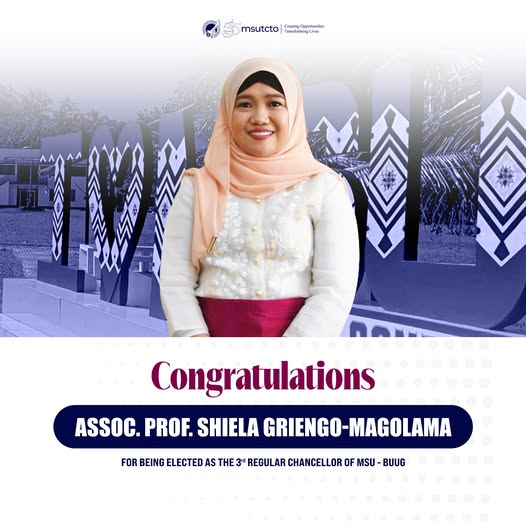 msutcto
Creating Opportunities
Transforming Lives
Congratulations
ASSOC. PROF. SHIELA GRIENGO-MAGOLAMA
FOR BEING ELECTED AS THE 3rd REGULAR CHANCELLOR OF MSU - BUUG